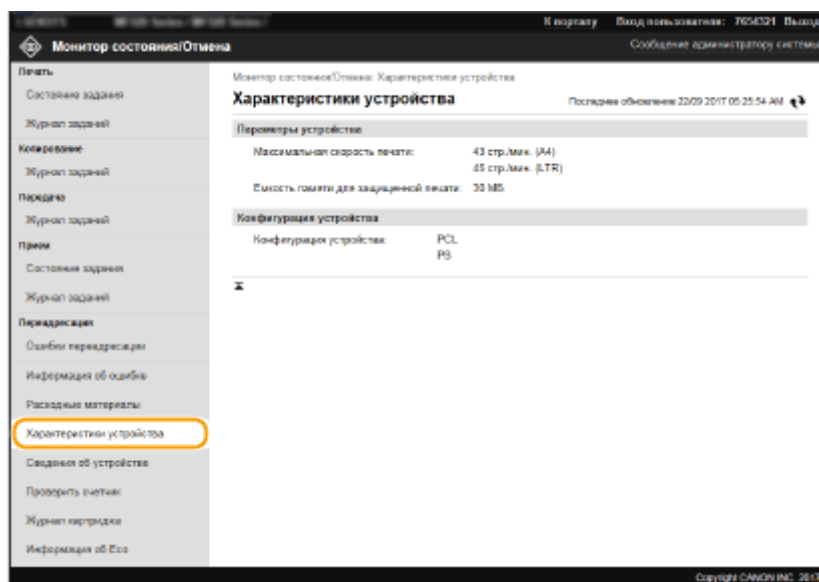 К порталу Вход пользователя: 7654321 Выход
Монитор состояния/Отмена
Сообщение администратору системы
Печать
Состояние задания
Журнал заданий
Копирование
Журнал заданий
Передача
Журнал заданий
Прием
Состояние задания
Журнал заданий
Переадресация
Ошибки переадресации
Информация об ошибке
Расходные материалы
Характеристики устройства
Сведения об устройстве
Проверить счетчик
Журнал картриджа
Информация об Eco
Монитор состояния/Отмена: Характеристики устройства
Характеристики устройства
Последнее обновление: 22/09 2017 05:25:54 AM
Параметры устройства
Максимальная скорость печати: 43 стр./мин. (A4)
45 стр./мин. (LTR)
Емкость памяти для защищенной печати: 30 МБ
Конфигурация устройства
Конфигурация устройства: PCL
PS
Copyright CANON INC. 2017